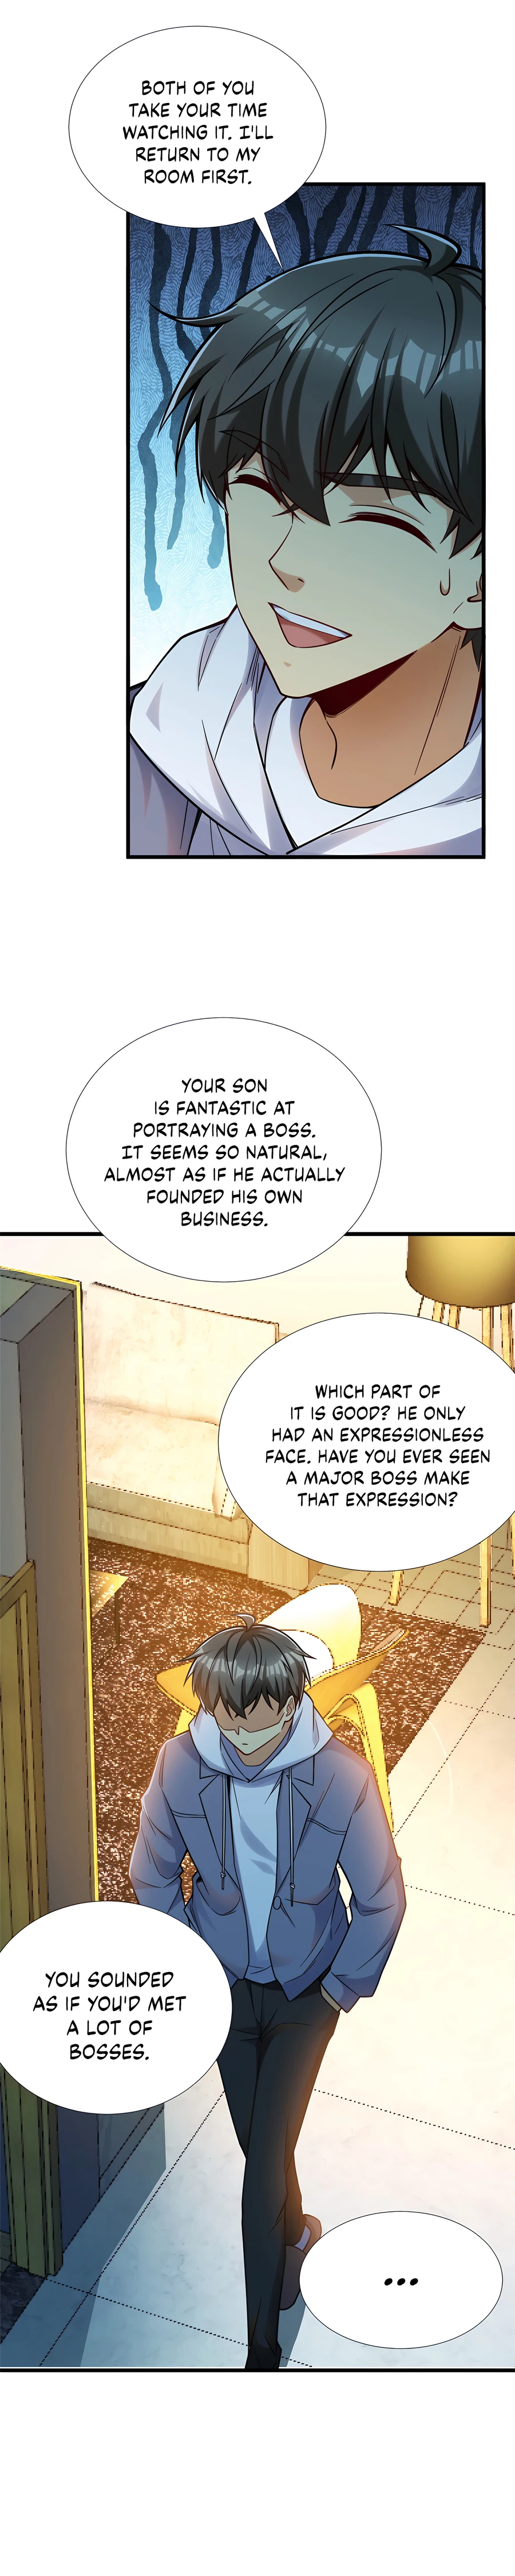 BOTH OF YOU
TAKE YOUR TIME
WATCHING IT. I'LL
RETURN TO MY
ROOM FIRST.
YOUR SON
IS FANTASTIC AT
PORTRAYING A BOSS.
IT SEEMS SO NATURAL,
ALMOST AS IF HE ACTUALLY
FOUNDED HIS OWN
BUSINESS.
WHICH PART OF
IT IS GOOD? HE ONLY
HAD AN EXPRESSIONLESS
FACE. HAVE YOU EVER SEEN
A MAJOR BOSS MAKE
THAT EXPRESSION?
YOU SOUNDED
AS IF YOU'D MET
A LOT OF
BOSSES.
...